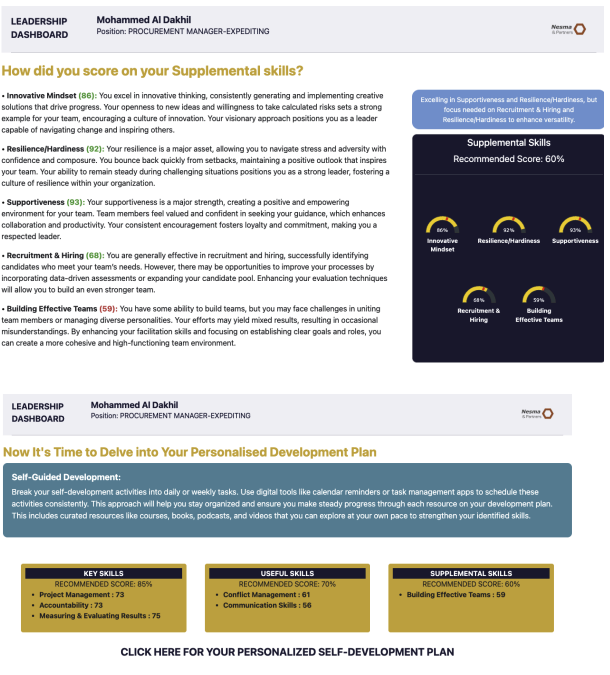 LEADERSHIP
DASHBOARD
Mohammed Al Dakhil
Position: PROCUREMENT MANAGER-EXPEDITING
Nesma
& Partners
How did you score on your Supplemental skills?
• Innovative Mindset (86): You excel in innovative thinking, consistently generating and implementing creative
solutions that drive progress. Your openness to new ideas and willingness to take calculated risks sets a strong
example for your team, encouraging a culture of innovation. Your visionary approach positions you as a leader
capable of navigating change and inspiring others.
• Resilience/Hardiness (92): Your resilience is a major asset, allowing you to navigate stress and adversity with
confidence and composure. You bounce back quickly from setbacks, maintaining a positive outlook that inspires
your team. Your ability to remain steady during challenging situations positions you as a strong leader, fostering a
culture of resilience within your organization.
• Supportiveness (93): Your supportiveness is a major strength, creating a positive and empowering
environment for your team. Team members feel valued and confident in seeking your guidance, which enhances
collaboration and productivity. Your consistent encouragement fosters loyalty and commitment, making you a
respected leader.
• Recruitment & Hiring (68): You are generally effective in recruitment and hiring, successfully identifying
candidates who meet your team's needs. However, there may be opportunities to improve your processes by
incorporating data-driven assessments or expanding your candidate pool. Enhancing your evaluation techniques
will allow you to build an even stronger team.
• Building Effective Teams (59): You have some ability to build teams, but you may face challenges in uniting
team members or managing diverse personalities. Your efforts may yield mixed results, resulting in occasional
misunderstandings. By enhancing your facilitation skills and focusing on establishing clear goals and roles, you
can create a more cohesive and high-functioning team environment.
Excelling in Supportiveness and Resilience/Hardiness, but
focus needed on Recruitment & Hiring and
Resilience/Hardiness to enhance versatility.
Supplemental Skills
Recommended Score: 60%
86%
Innovative
Mindset
92%
Resilience/Hardiness
93%
Supportiveness
68%
Recruitment &
Hiring
59%
Building
Effective Teams
LEADERSHIP
DASHBOARD
Mohammed Al Dakhil
Position: PROCUREMENT MANAGER-EXPEDITING
Nesma
& Partners
Now It's Time to Delve into Your Personalised Development Plan
Self-Guided Development:
Break your self-development activities into daily or weekly tasks. Use digital tools like calendar reminders or task management apps to schedule these
activities consistently. This approach will help you stay organized and ensure you make steady progress through each resource on your development plan.
This includes curated resources like courses, books, podcasts, and videos that you can explore at your own pace to strengthen your identified skills.
KEY SKILLS
RECOMMENDED SCORE: 85%
• Project Management : 73
• Accountability : 73
• Measuring & Evaluating Results : 75
USEFUL SKILLS
RECOMMENDED SCORE: 70%
• Conflict Management : 61
• Communication Skills : 56
SUPPLEMENTAL SKILLS
RECOMMENDED SCORE: 60%
• Building Effective Teams : 59
CLICK HERE FOR YOUR PERSONALIZED SELF-DEVELOPMENT PLAN